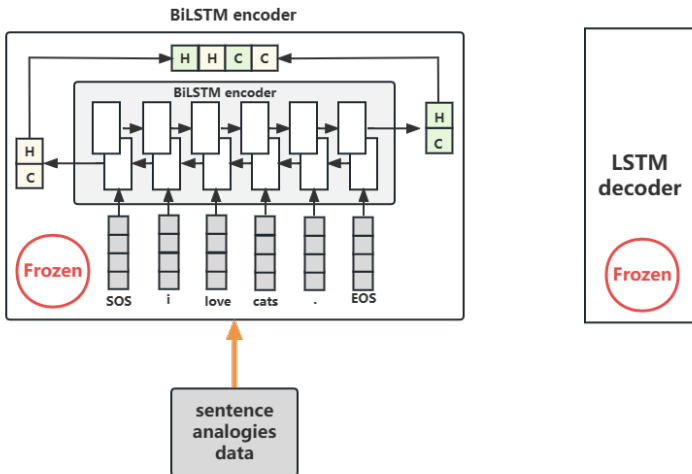 BiLSTM encoder
H H C C
BiLSTM encoder
H
C
H
C
LSTM
decoder
Frozen
Frozen
SOS i love cats . EOS
sentence
analogies
data